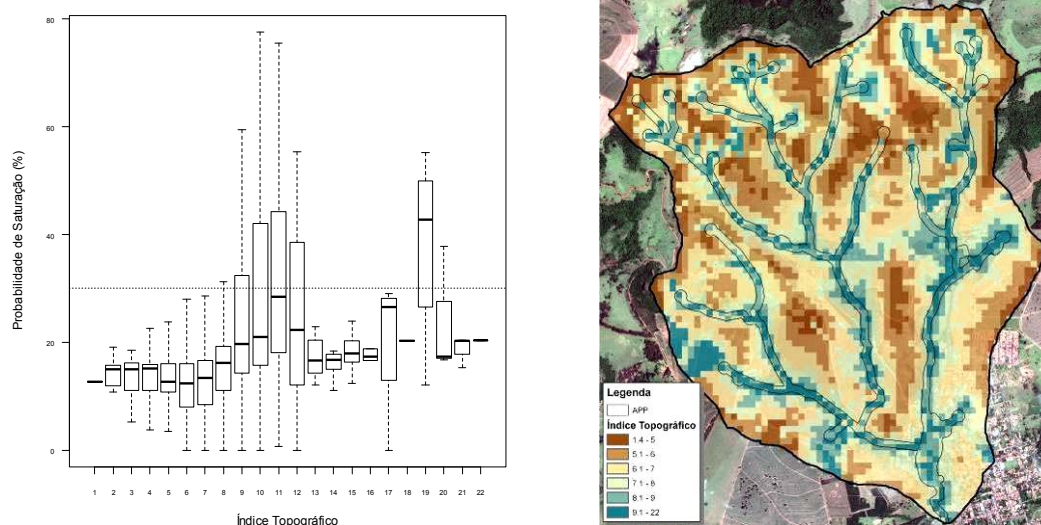 80
60
40
20
0
Probabilidade de Saturação (%)
1 2 3 4 5 6 7 8 9 10 11 12 13 14 15 16 17 18 19 20 21 22
Índice Topográfico
Legenda
APP
Índice Topográfico
1.4 - 5
5.1 - 6
6.1 - 7
7.1 - 8
8.1 - 9
9.1 - 22